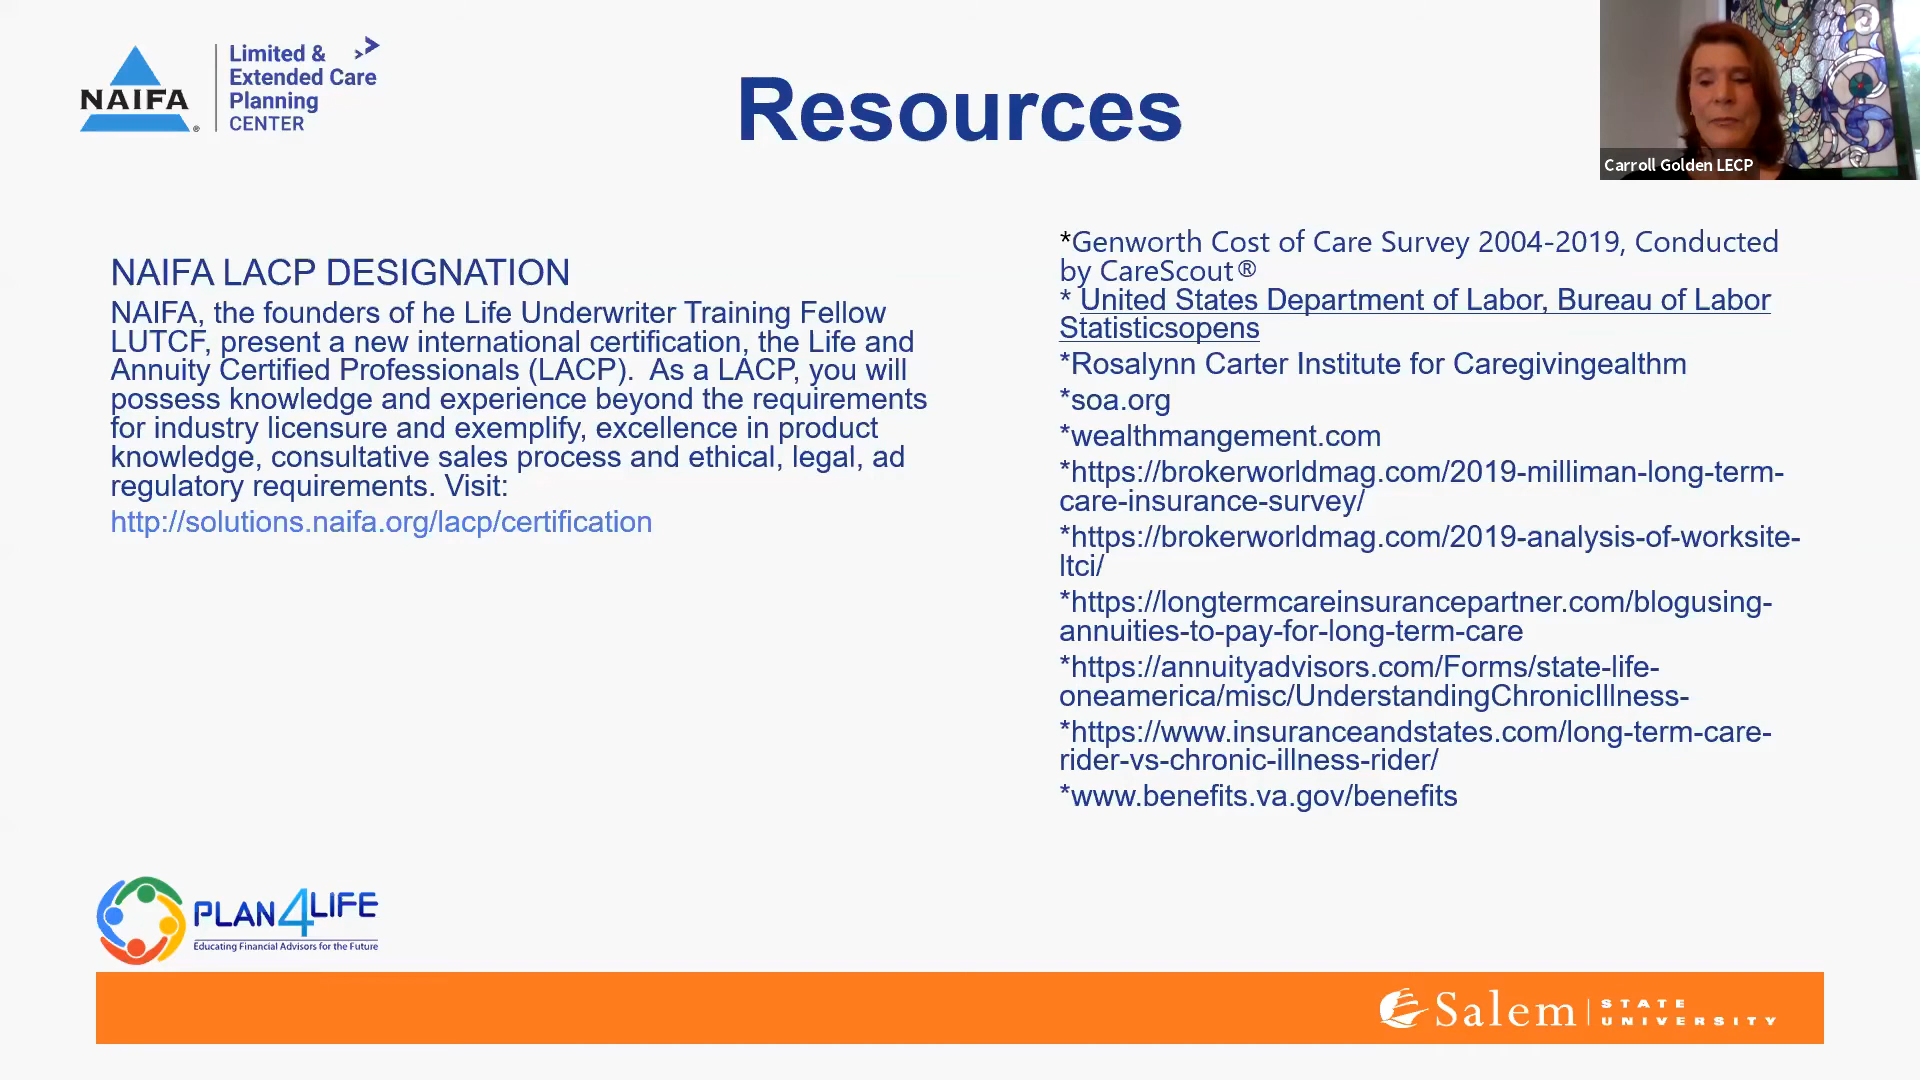 NAIFA®
Limited &
Extended Care
Planning
CENTER
Resources
Carroll Golden LECP
NAIFA LACP DESIGNATION
NAIFA, the founders of he Life Underwriter Training Fellow
LUTCF, present a new international certification, the Life and
Annuity Certified Professionals (LACP).  As a LACP, you will
possess knowledge and experience beyond the requirements
for industry licensure and exemplify, excellence in product
knowledge, consultative sales process and ethical, legal, ad
regulatory requirements. Visit:
http://solutions.naifa.org/lacp/certification
*Genworth Cost of Care Survey 2004-2019, Conducted
by CareScout®
* United States Department of Labor, Bureau of Labor
Statisticsopens
*Rosalynn Carter Institute for Caregivingealthm
*soa.org
*wealthmangement.com
*https://brokerworldmag.com/2019-milliman-long-term-
care-insurance-survey/
*https://brokerworldmag.com/2019-analysis-of-worksite-
ltci/
*https://longtermcareinsurancepartner.com/blogusing-
annuities-to-pay-for-long-term-care
*https://annuityadvisors.com/Forms/state-life-
oneamerica/misc/UnderstandingChronicIllness-
*https://www.insuranceandstates.com/long-term-care-
rider-vs-chronic-illness-rider/
*www.benefits.va.gov/benefits
PLAN4LIFE
Educating Financial Advisors for the Future
Salem
STATE
UNIVERSITY